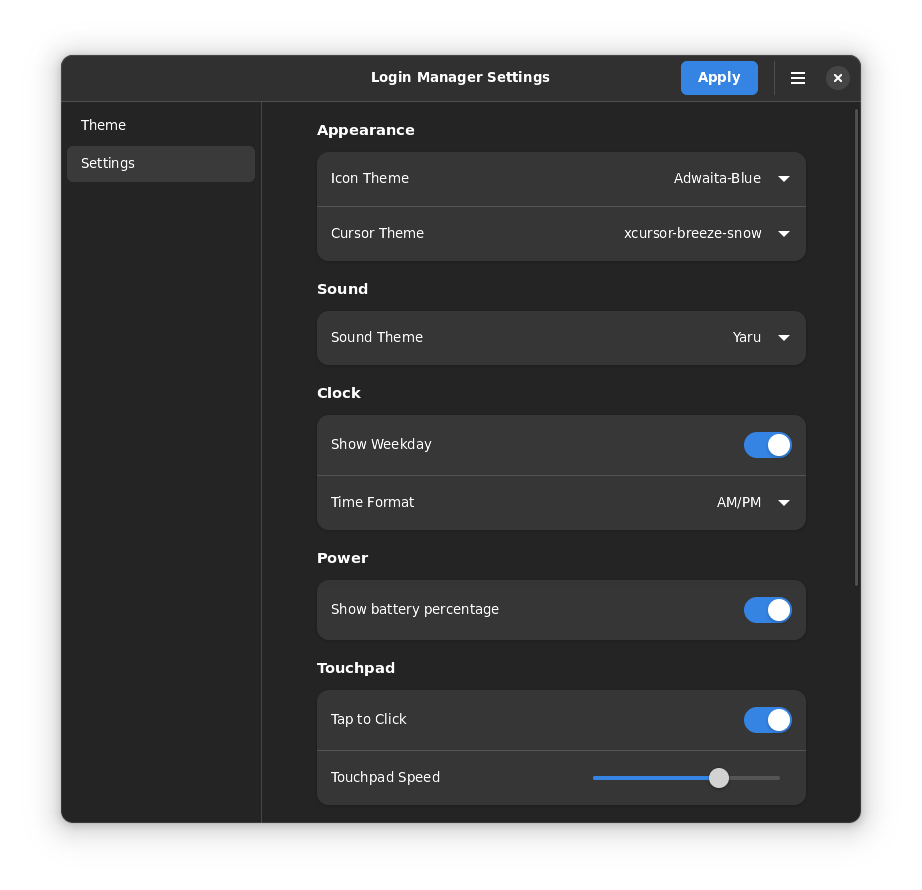 Login Manager Settings
Apply
Theme
Settings
Appearance
Icon Theme Adwaita-Blue
Cursor Theme xcursor-breeze-snow
Sound
Sound Theme Yaru
Clock
Show Weekday
Time Format AM/PM
Power
Show battery percentage
Touchpad
Tap to Click
Touchpad Speed